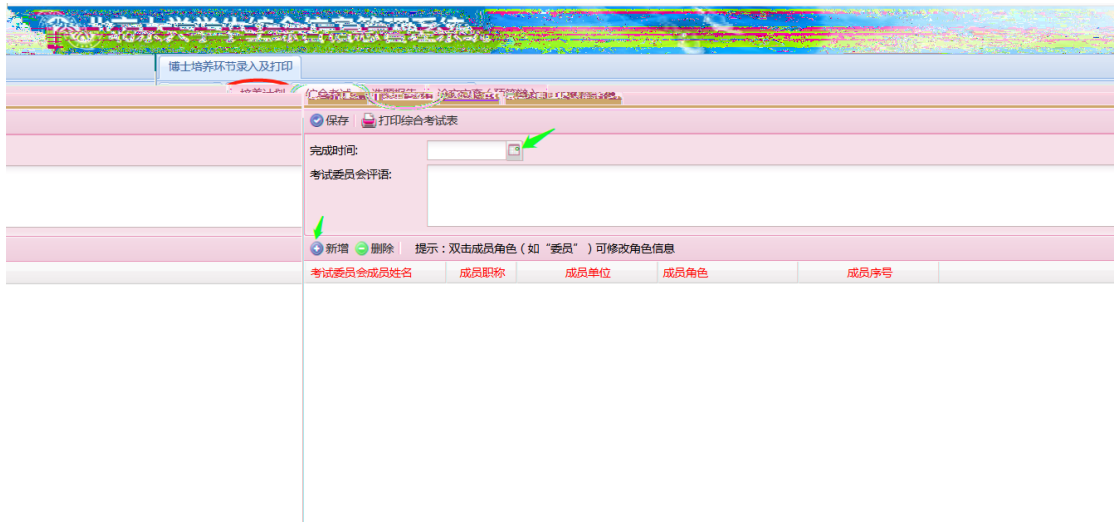 博士培养环节录入及打印
培养计划 综合考试 选题报告
保存 打印综合考试表
完成时间:
考试委员会评语:
新增 删除 提示：双击成员角色（如“委员”）可修改角色信息
考试委员会成员姓名 成员职称 成员单位 成员角色 成员序号